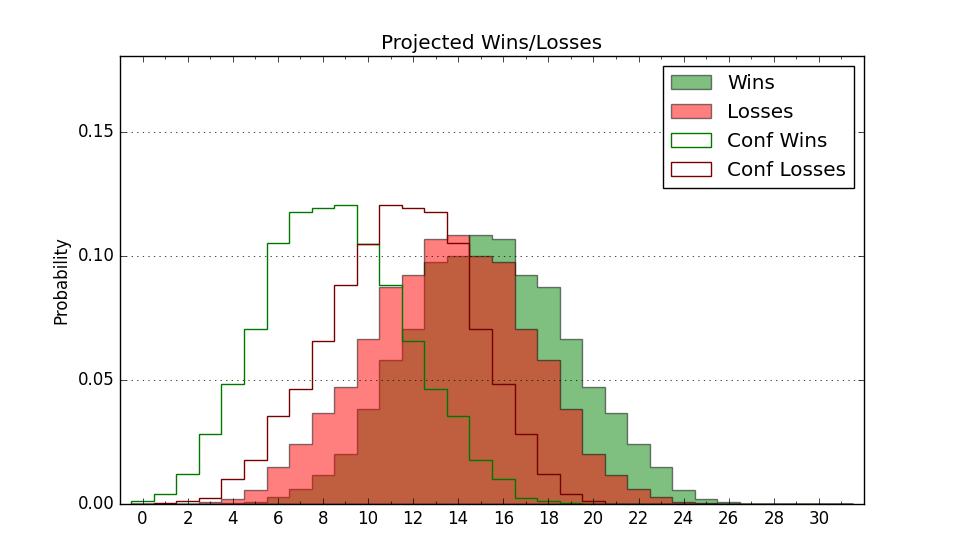 Projected Wins/Losses
Wins
Losses
Conf Wins
Conf Losses
Probability
0.15
0.10
0.05
0.00
0 2 4 6 8 10 12 14 16 18 20 22 24 26 28 30